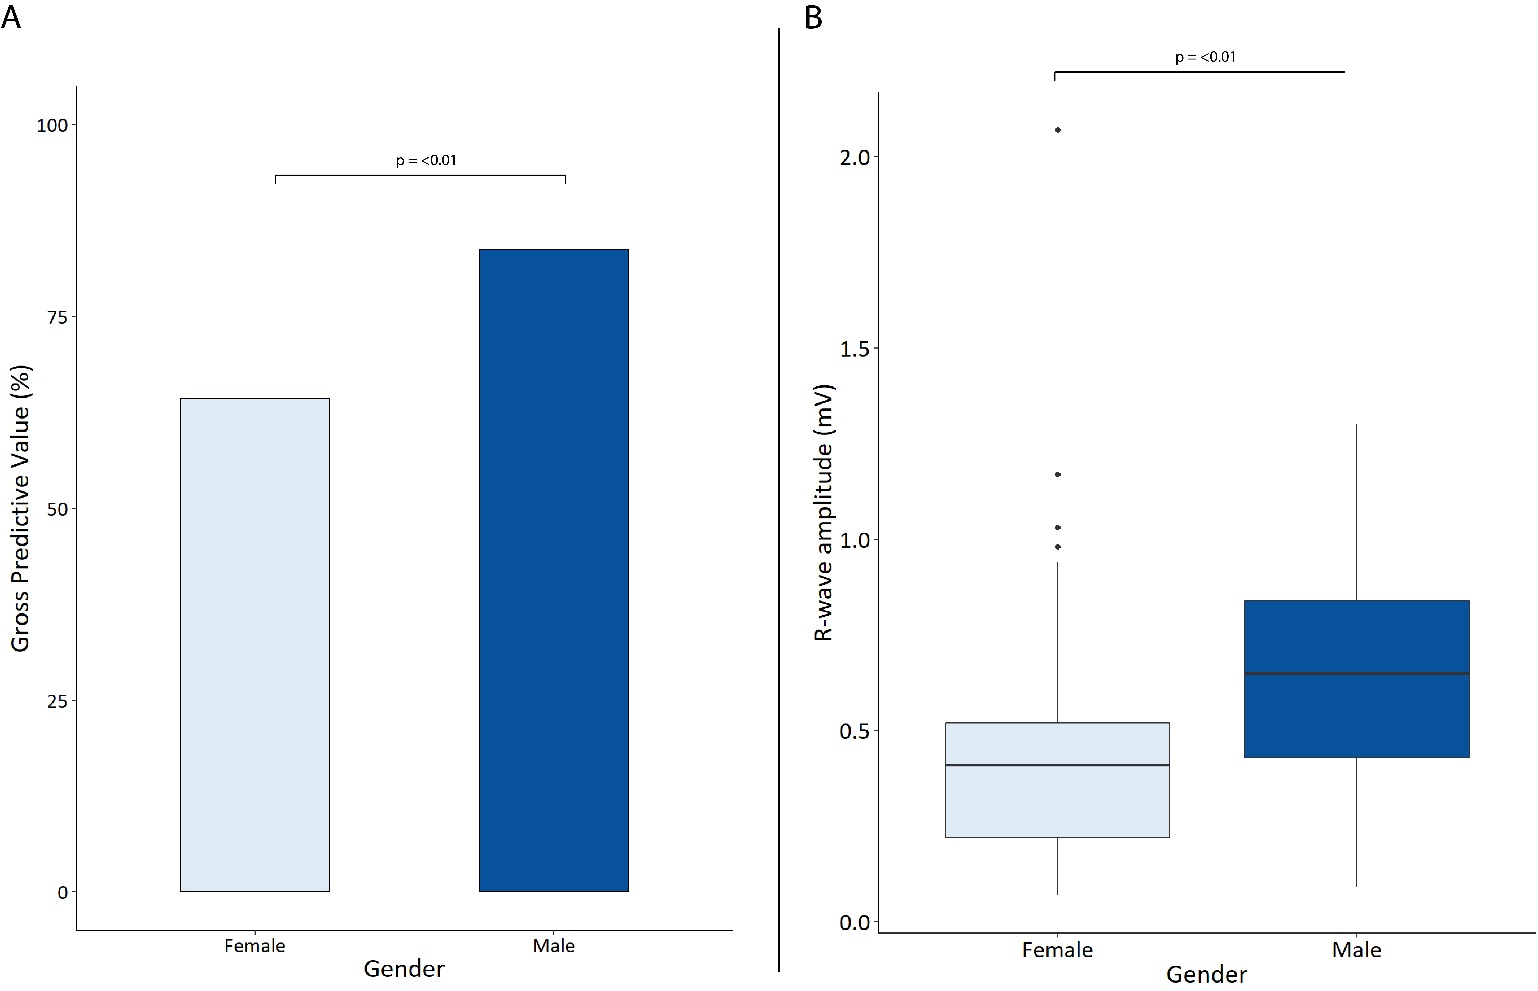 A
p = <0.01
100
75
50
25
0
Gross Predictive Value (%)
Female
Male
Gender
B
p = <0.01
2.0
1.5
1.0
0.5
0.0
R-wave amplitude (mV)
Female
Male
Gender